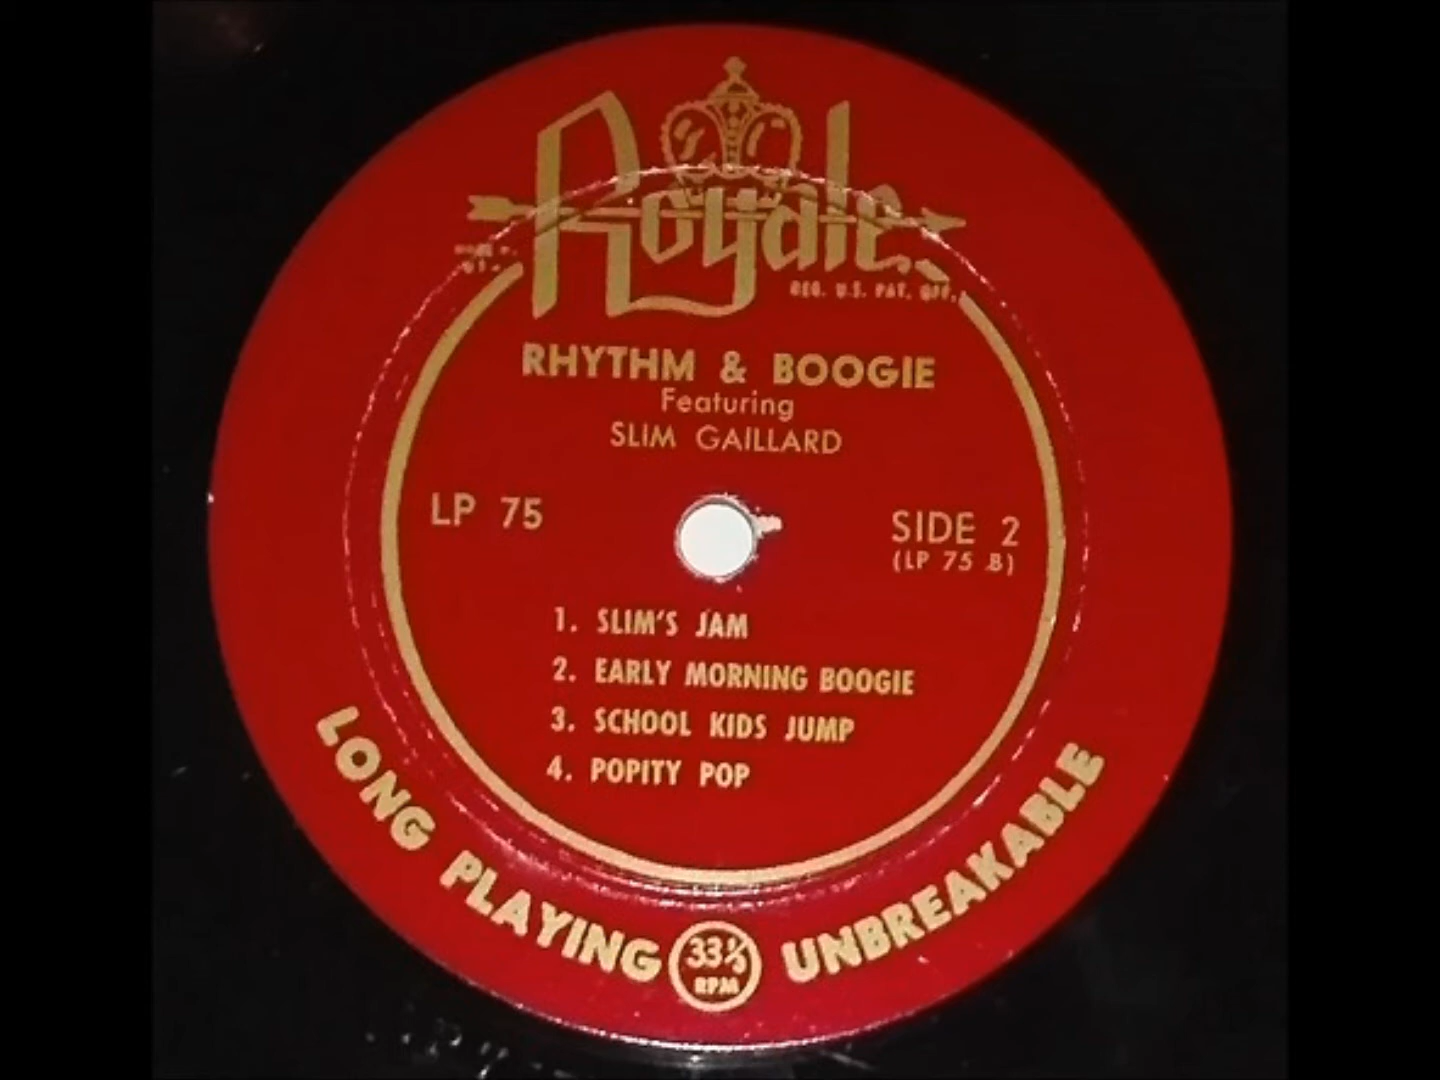 Royale
REG. U.S. PAT. OFF.
RHYTHM & BOOGIE
Featuring
SLIM GAILLARD
LP 75
SIDE 2
(LP 75 B)
1. SLIM'S JAM
2. EARLY MORNING BOOGIE
3. SCHOOL KIDS JUMP
4. POPITY POP
LONG PLAYING 33⅓ RPM UNBREAKABLE